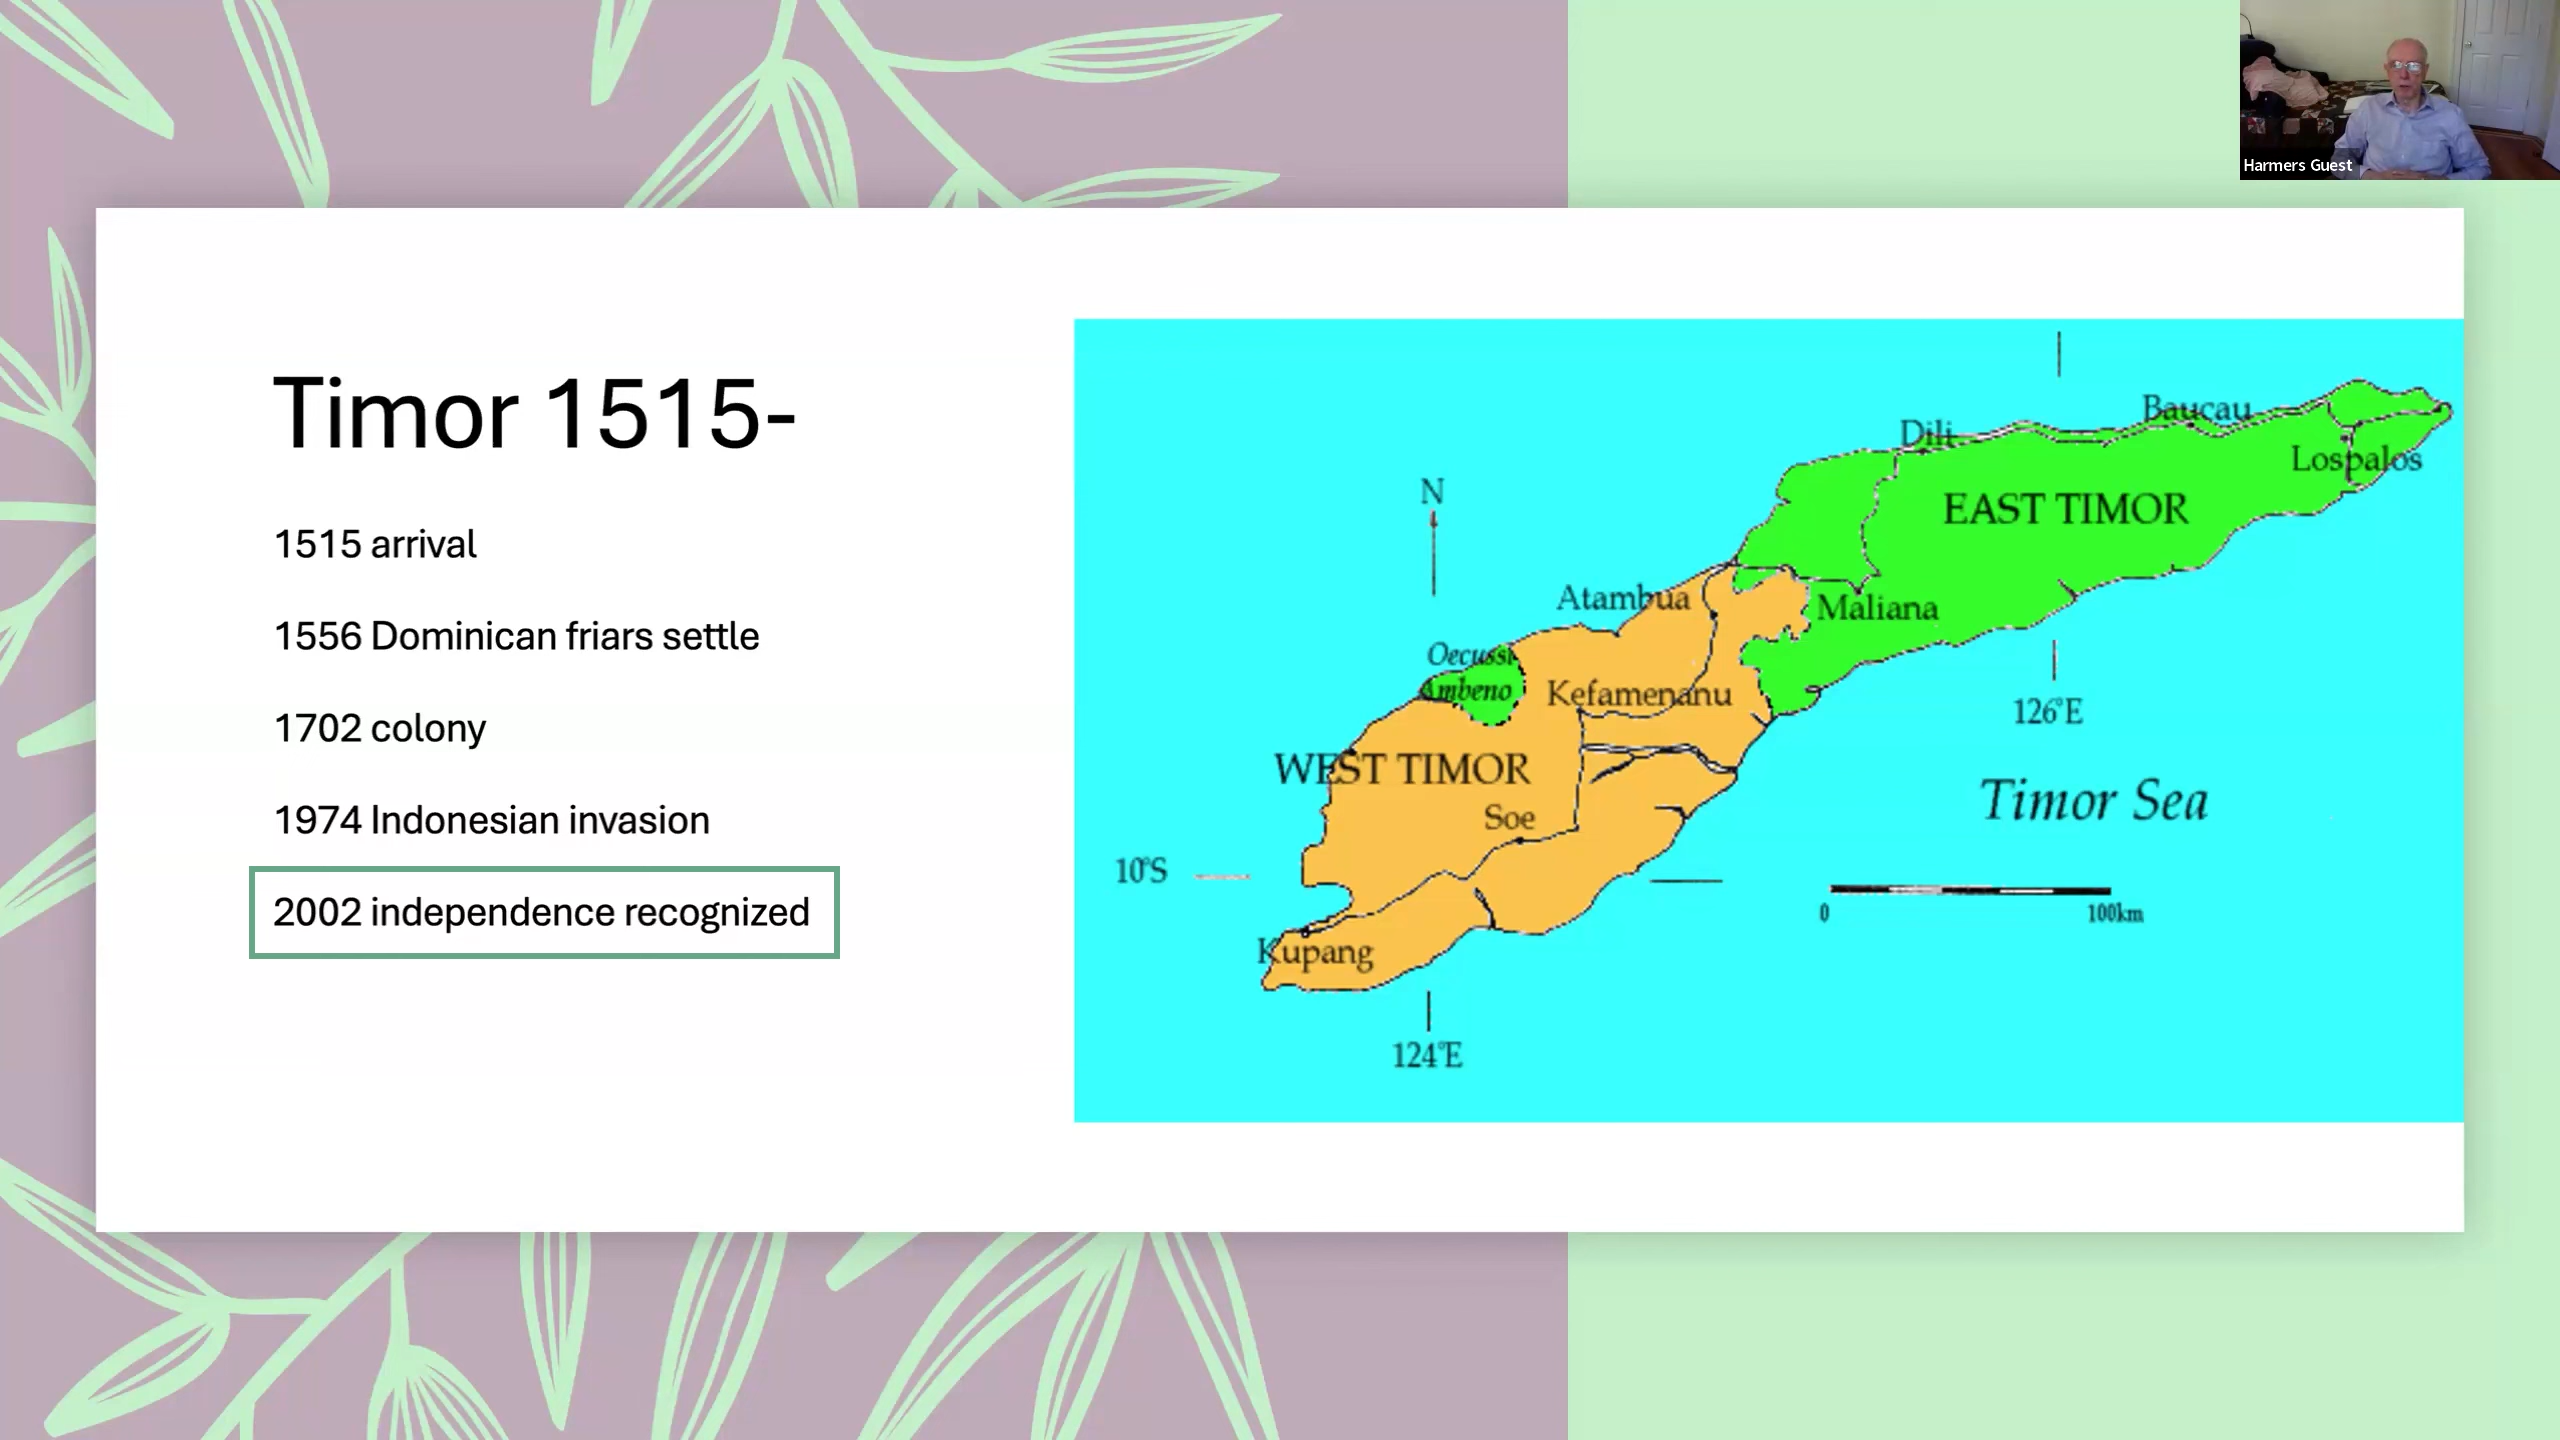 Harmers Guest
Timor 1515-
1515 arrival
1556 Dominican friars settle
1702 colony
1974 Indonesian invasion
2002 independence recognized
Baucau
Dili
Lospalos
N
EAST TIMOR
Atambua
Maliana
Oecussi
Ambeno
Kefamenanu
126°E
WEST TIMOR
Timor Sea
Soe
10°S
0
100km
Kupang
124°E